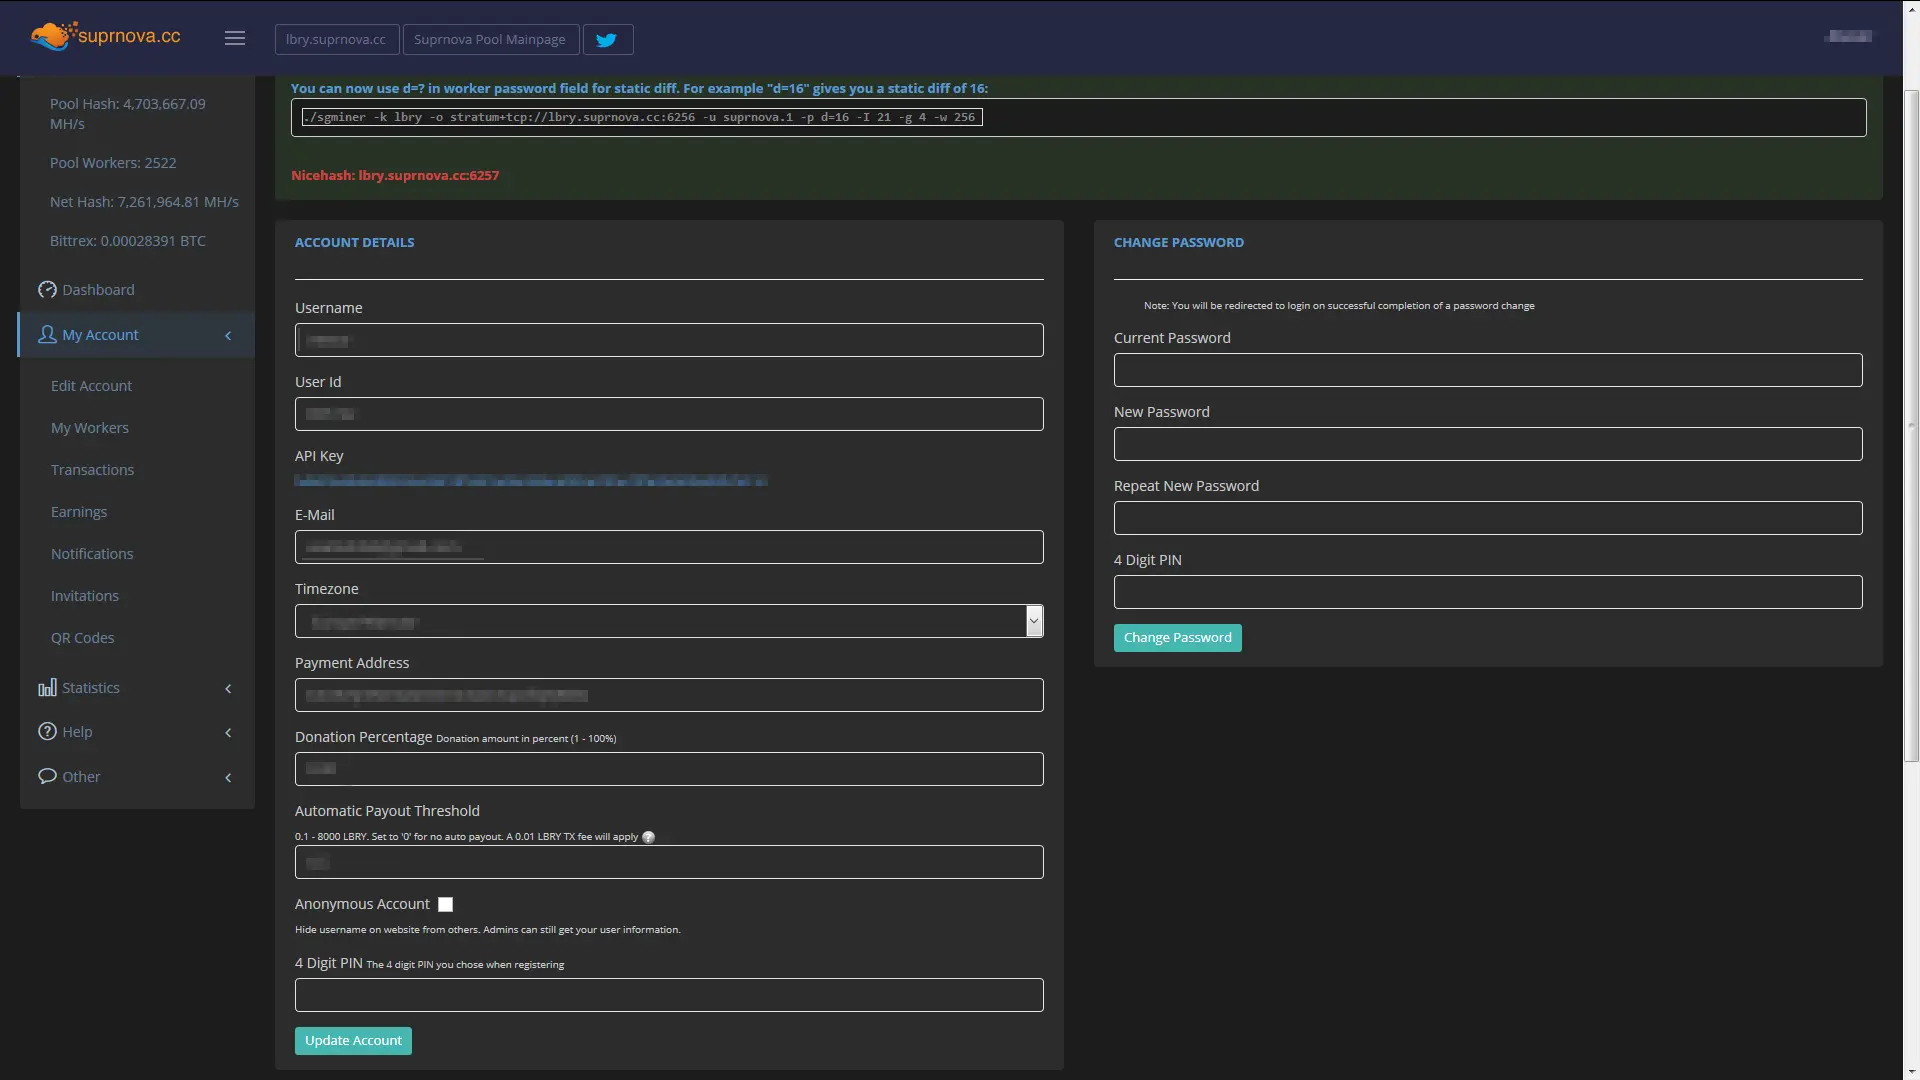 suprnova.cc
lbry.suprnova.cc
Suprnova Pool Mainpage
Pool Hash: 4,703,667.09
MH/s
Pool Workers: 2522
Net Hash: 7,261,964.81 MH/s
Bittrex: 0.00028391 BTC
Dashboard
My Account
Edit Account
My Workers
Transactions
Earnings
Notifications
Invitations
QR Codes
Statistics
Help
Other
You can now use d=? in worker password field for static diff. For example "d=16" gives you a static diff of 16:
./sgminer -k lbry -o stratum+tcp://lbry.suprnova.cc:6256 -u suprnova.1 -p d=16 -I 21 -g 4 -w 256
Nicehash: lbry.suprnova.cc:6257
ACCOUNT DETAILS
Username
User Id
API Key
E-Mail
Timezone
Payment Address
Donation Percentage Donation amount in percent (1 - 100%)
Automatic Payout Threshold
0.1 - 8000 LBRY. Set to '0' for no auto payout. A 0.01 LBRY TX fee will apply ?
Anonymous Account
Hide username on website from others. Admins can still get your user information.
4 Digit PIN The 4 digit PIN you chose when registering
Update Account
CHANGE PASSWORD
Note: You will be redirected to login on successful completion of a password change
Current Password
New Password
Repeat New Password
4 Digit PIN
Change Password